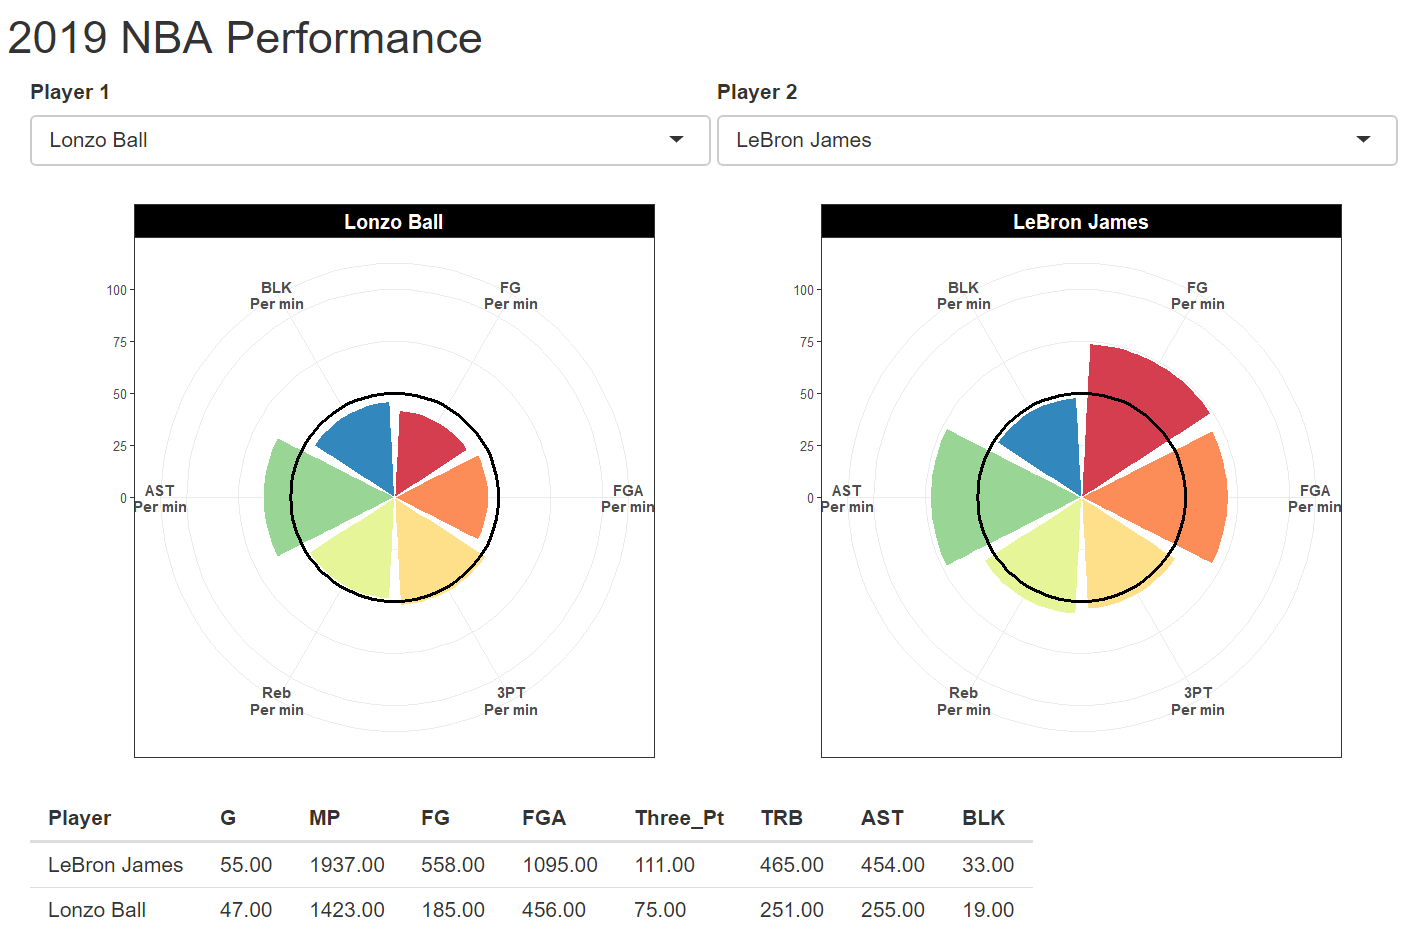 2019 NBA Performance
Player 1
Player 2
Lonzo Ball
LeBron James
Lonzo Ball
100
75
50
25
0
BLK
Per min
FG
Per min
AST
Per min
FGA
Per min
Reb
Per min
3PT
Per min
LeBron James
100
75
50
25
0
BLK
Per min
FG
Per min
AST
Per min
FGA
Per min
Reb
Per min
3PT
Per min
Player G MP FG FGA Three_Pt TRB AST BLK
LeBron James 55.00 1937.00 558.00 1095.00 111.00 465.00 454.00 33.00
Lonzo Ball 47.00 1423.00 185.00 456.00 75.00 251.00 255.00 19.00